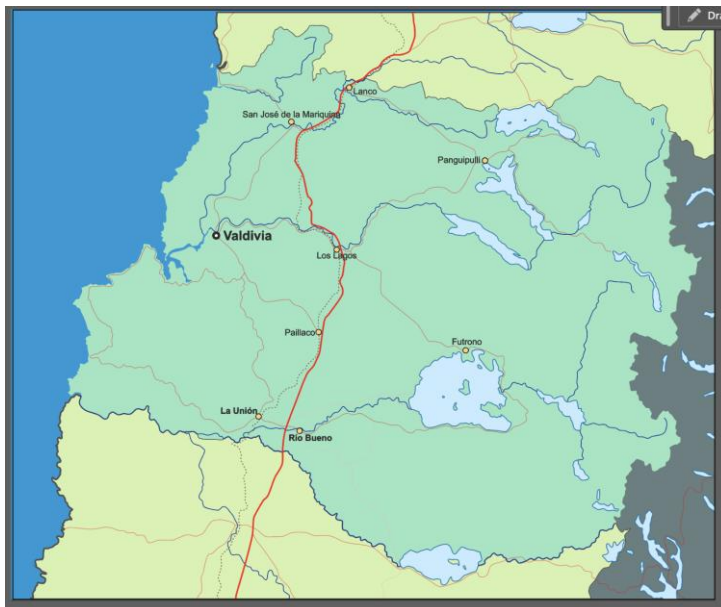 Lanco
San José de la Mariquina
Panguipulli
Valdivia
Los Lagos
Paillaco
Futrono
La Unión
Río Bueno